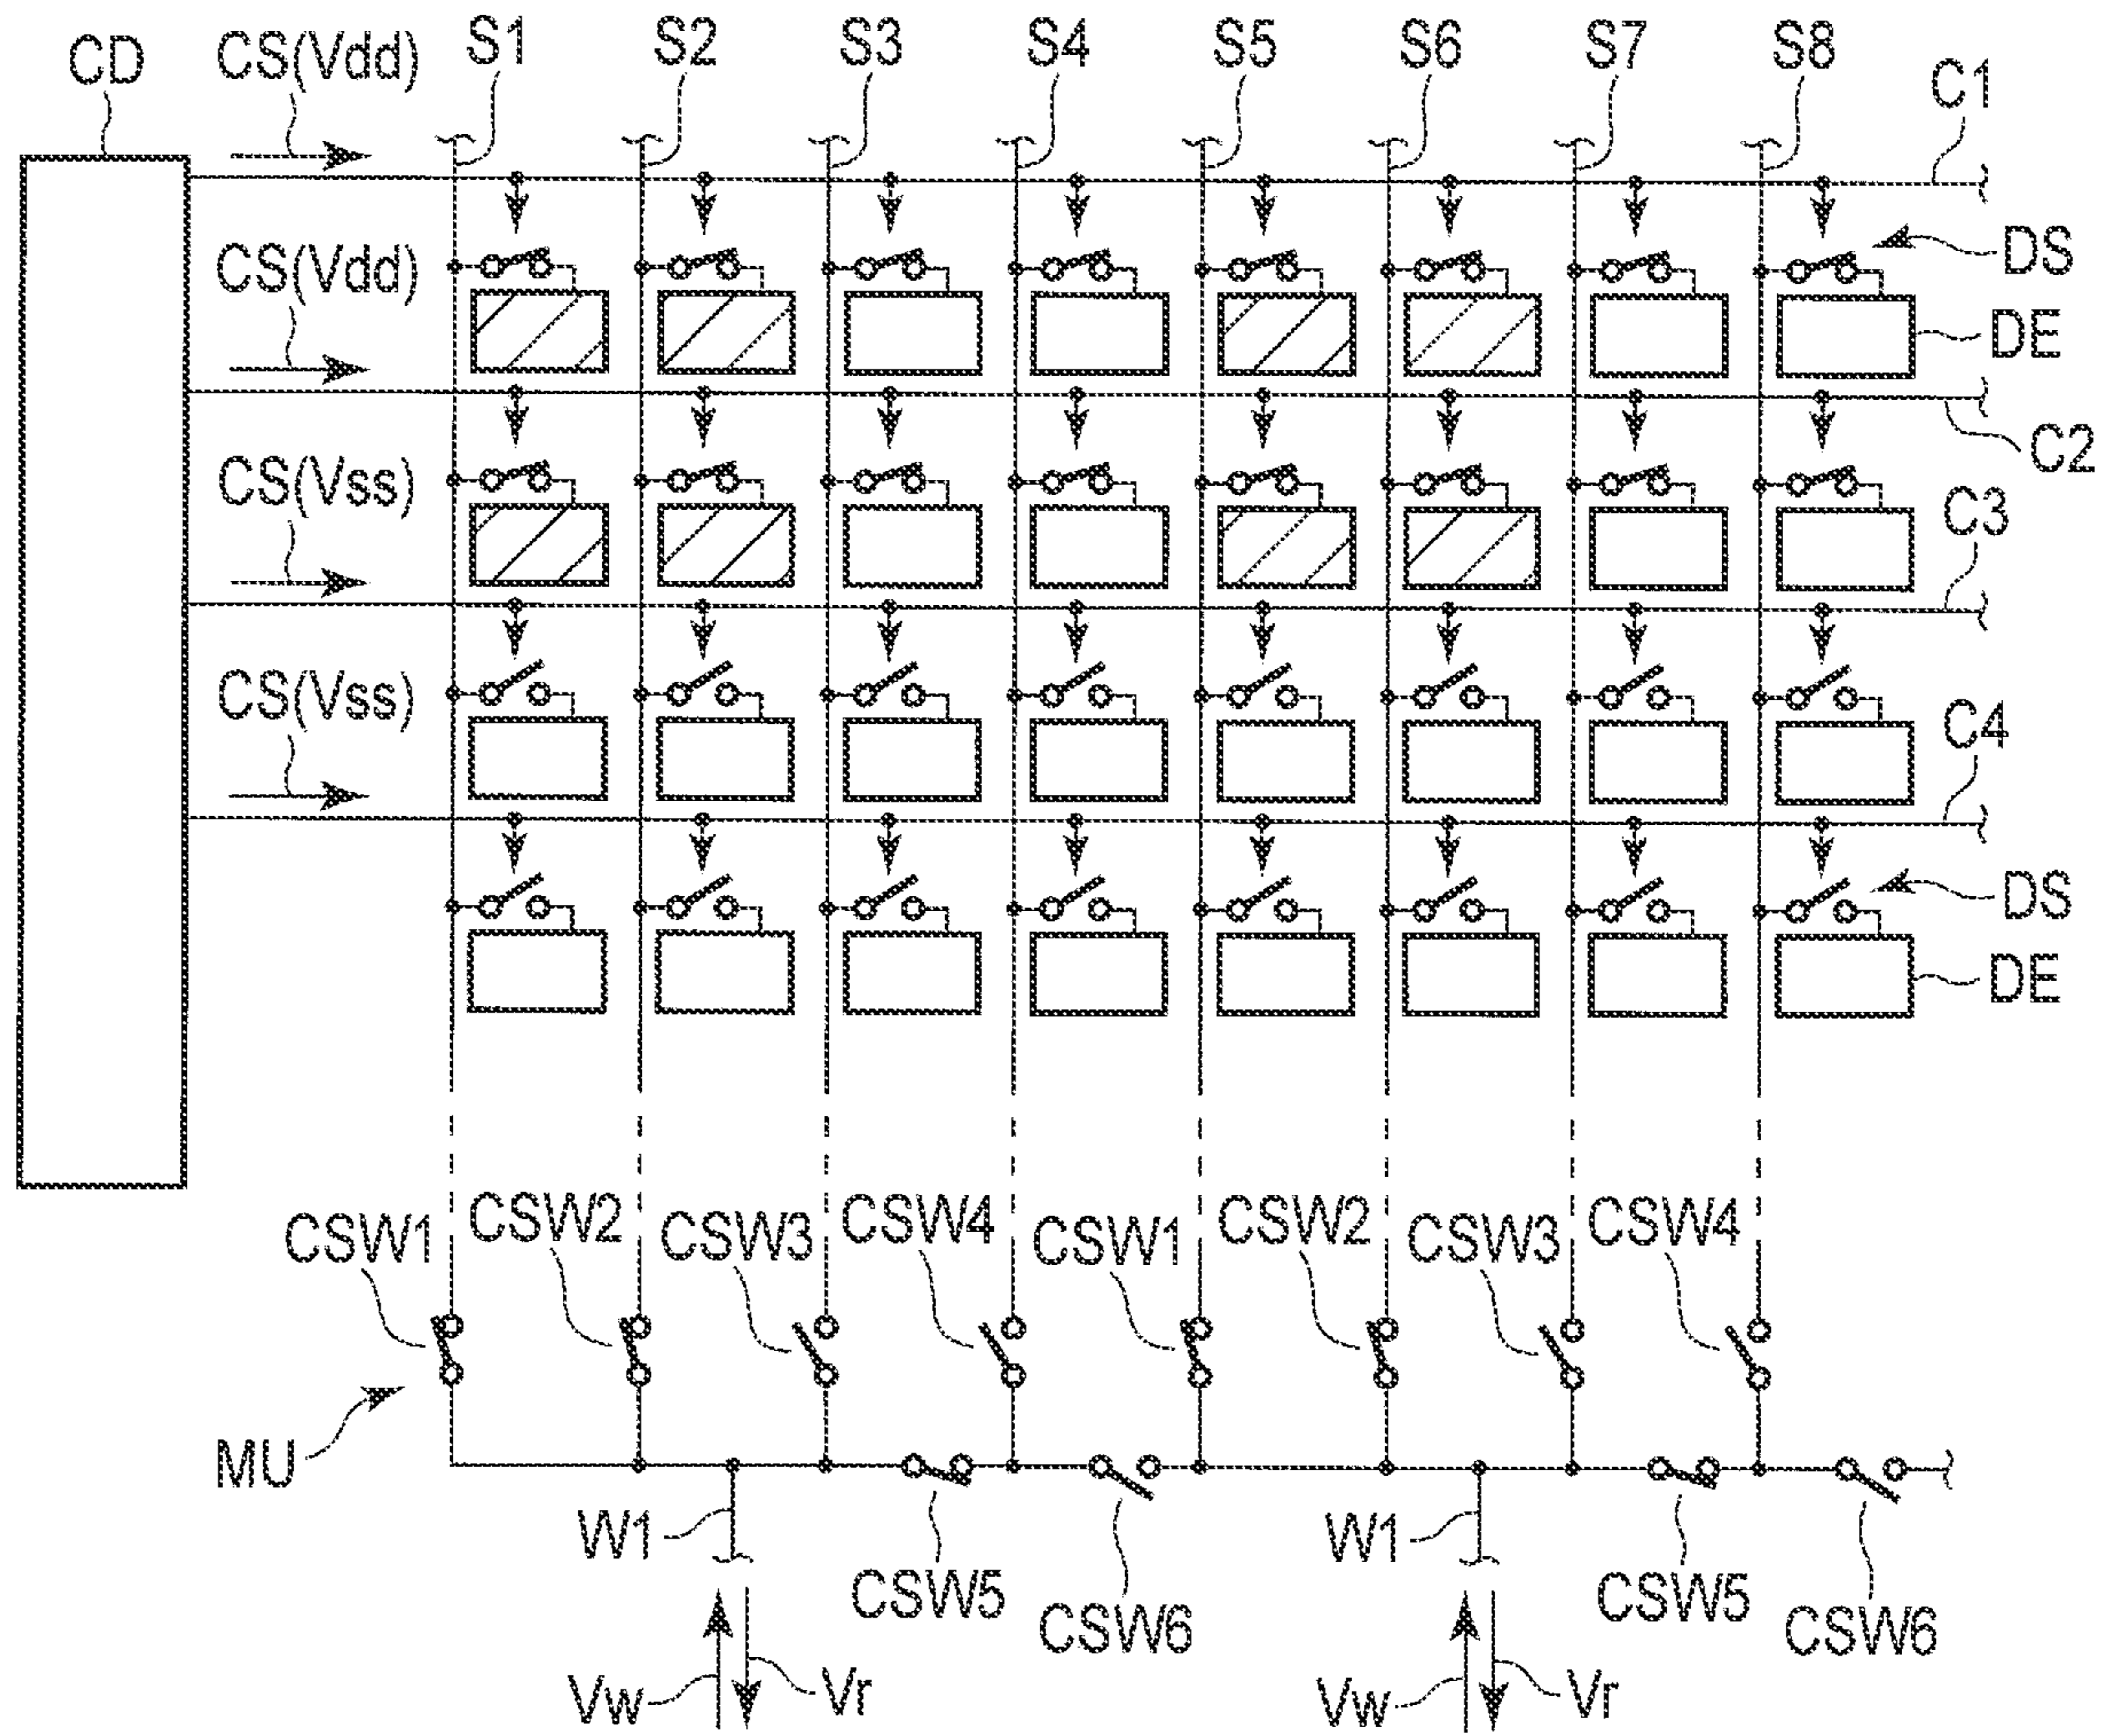 CD CS(Vdd) S1 S2 S3 S4 S5 S6 S7 S8 C1
CS(Vdd) DS
DE
C2
CS(Vss) C3
CS(Vss) C4
DS
DE
CSW1 CSW2 CSW3 CSW4 CSW1 CSW2 CSW3 CSW4
MU
W1 W1
CSW5 CSW6 CSW5 CSW6
Vw Vr Vw Vr